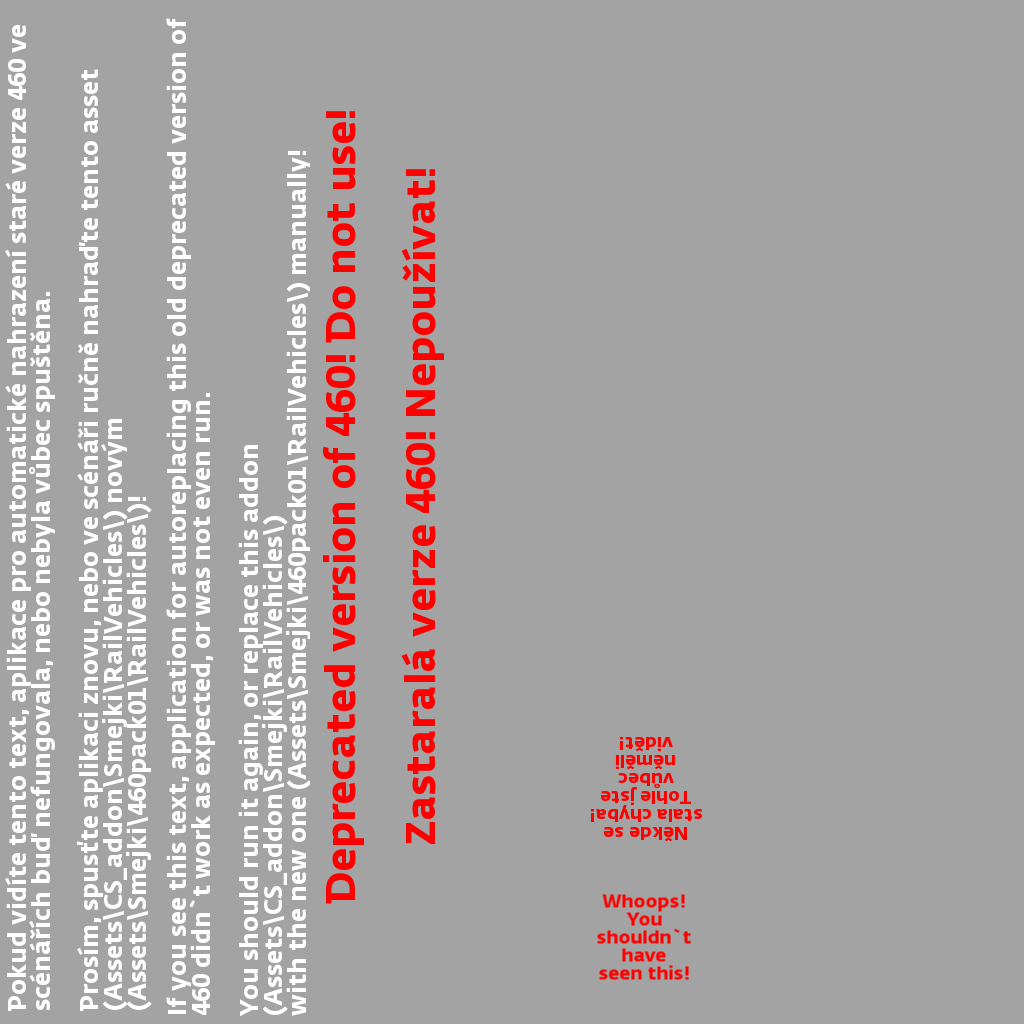 Pokud vidíte tento text, aplikace pro automatické nahrazení staré verze 460 ve
scénářích buď nefungovala, nebo nebyla vůbec spuštěna.
Prosím, spusťte aplikaci znovu, nebo ve scénáři ručně nahraďte tento asset
(Assets\CS_addon\Smejki\RailVehicles\) novým
(Assets\Smejki\460pack01\RailVehicles\)!
If you see this text, application for autoreplacing this old deprecated version of
460 didn`t work as expected, or was not even run.
You should run it again, or replace this addon
(Assets\CS_addon\Smejki\RailVehicles\)
with the new one (Assets\Smejki\460pack01\RailVehicles\) manually!
Deprecated version of 460! Do not use!
Zastaralá verze 460! Nepoužívat!
Někde se
stala chyba!
Tohle jste
vůbec
neměli
vidět!
Whoops!
You
shouldn`t
have
seen this!